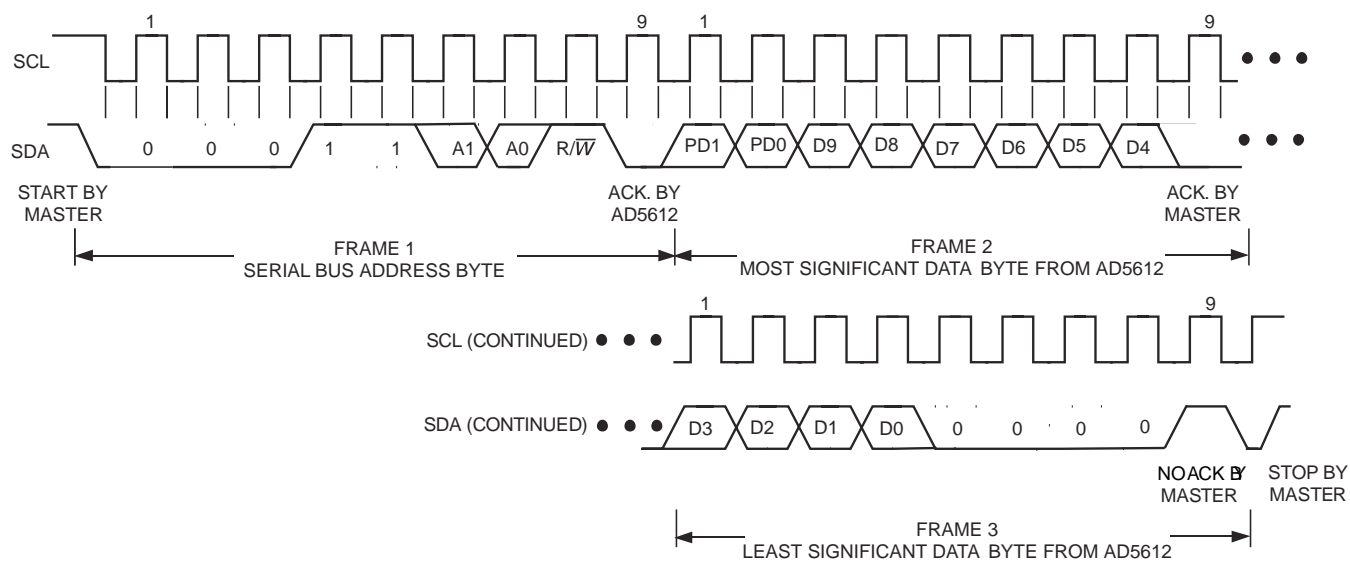 1 9 1 9
SCL
SDA
0 0 0 1 1 A1 A0 R/W PD1 PD0 D9 D8 D7 D6 D5 D4
START BY
MASTER
ACK. BY
AD5612
ACK. BY
MASTER
FRAME 1
SERIAL BUS ADDRESS BYTE
FRAME 2
MOST SIGNIFICANT DATA BYTE FROM AD5612
1 9
SCL (CONTINUED)
SDA (CONTINUED)
D3 D2 D1 D0 0 0 0 0
NO ACK BY
MASTER
STOP BY
MASTER
FRAME 3
LEAST SIGNIFICANT DATA BYTE FROM AD5612